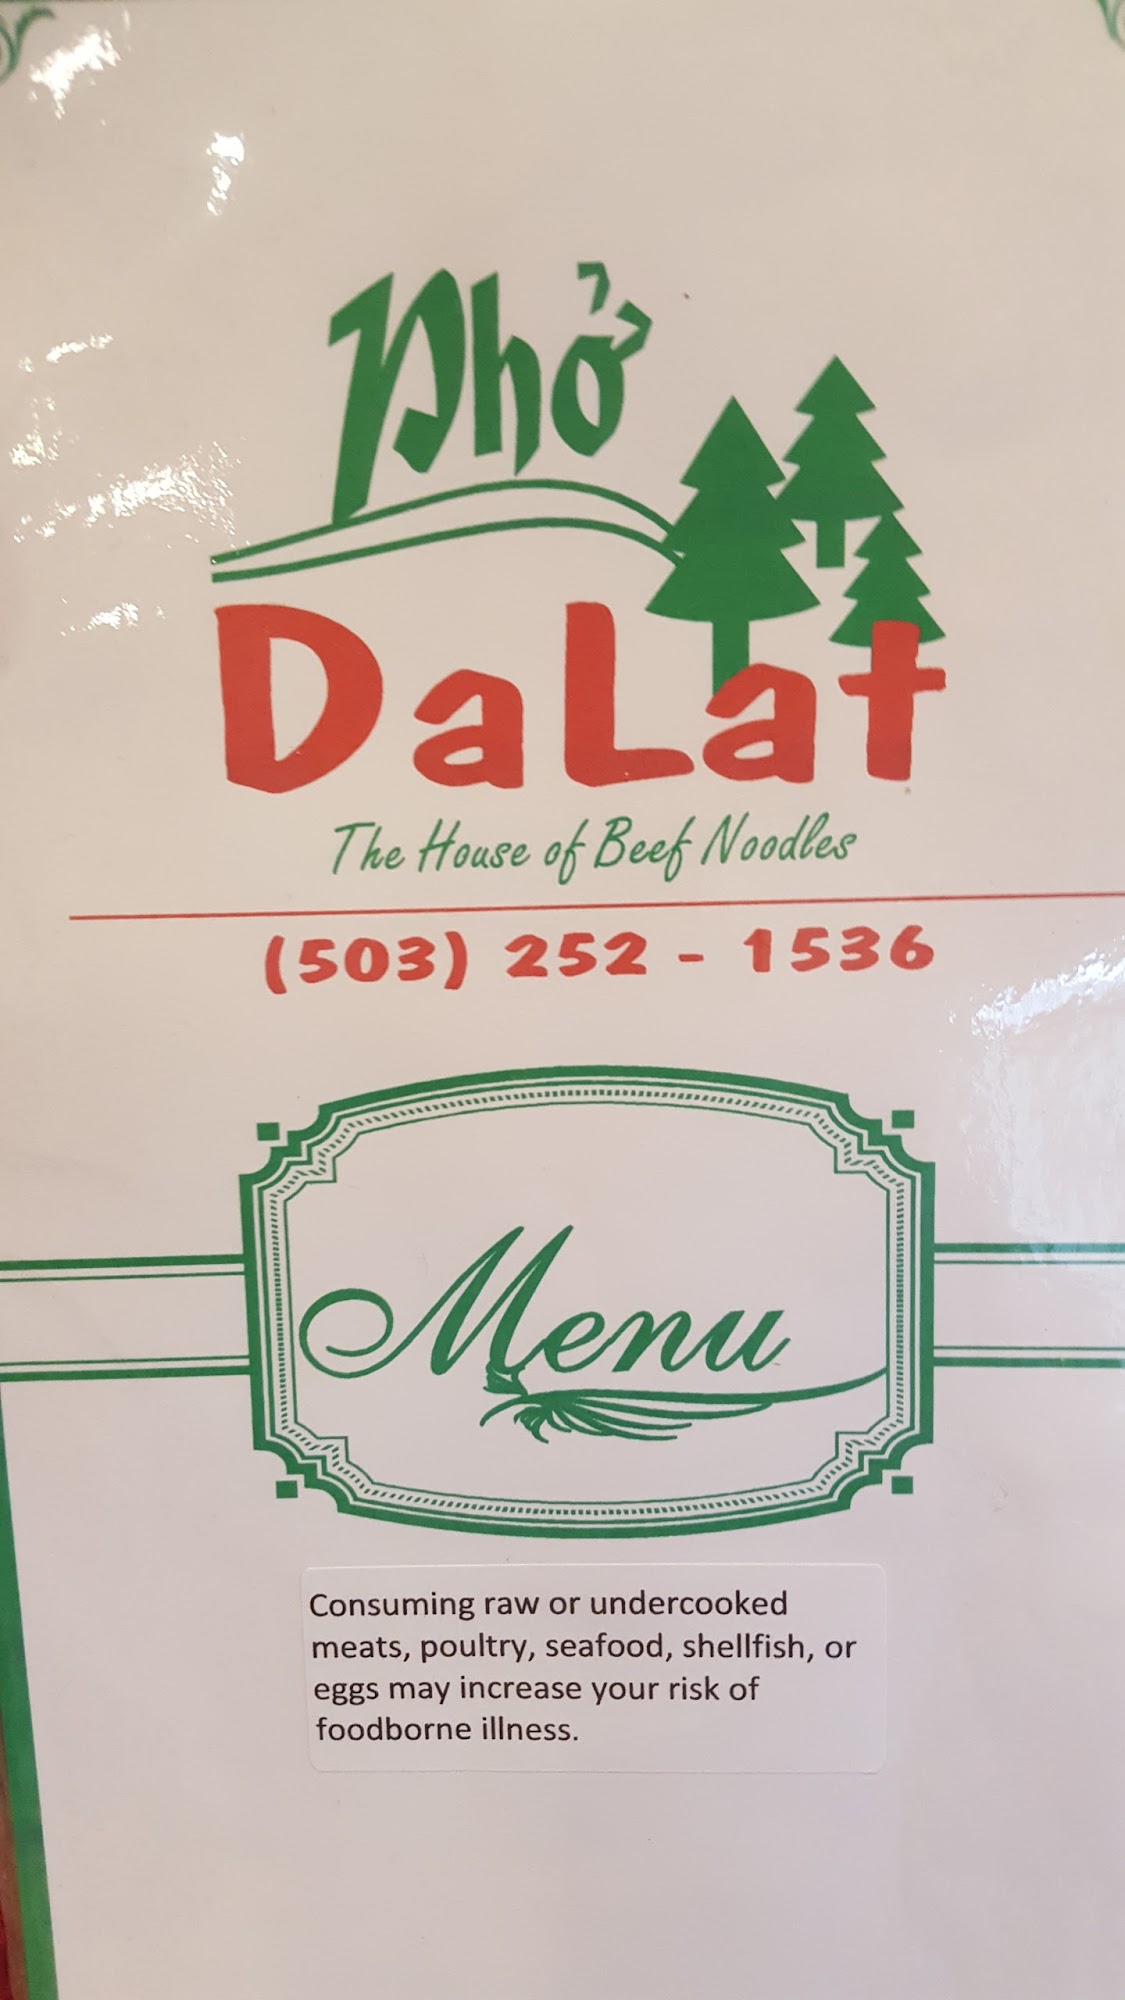 Phở
DaLat
The House of Beef Noodles
(503) 252 - 1536
Menu
Consuming raw or undercooked
meats, poultry, seafood, shellfish, or
eggs may increase your risk of
foodborne illness.